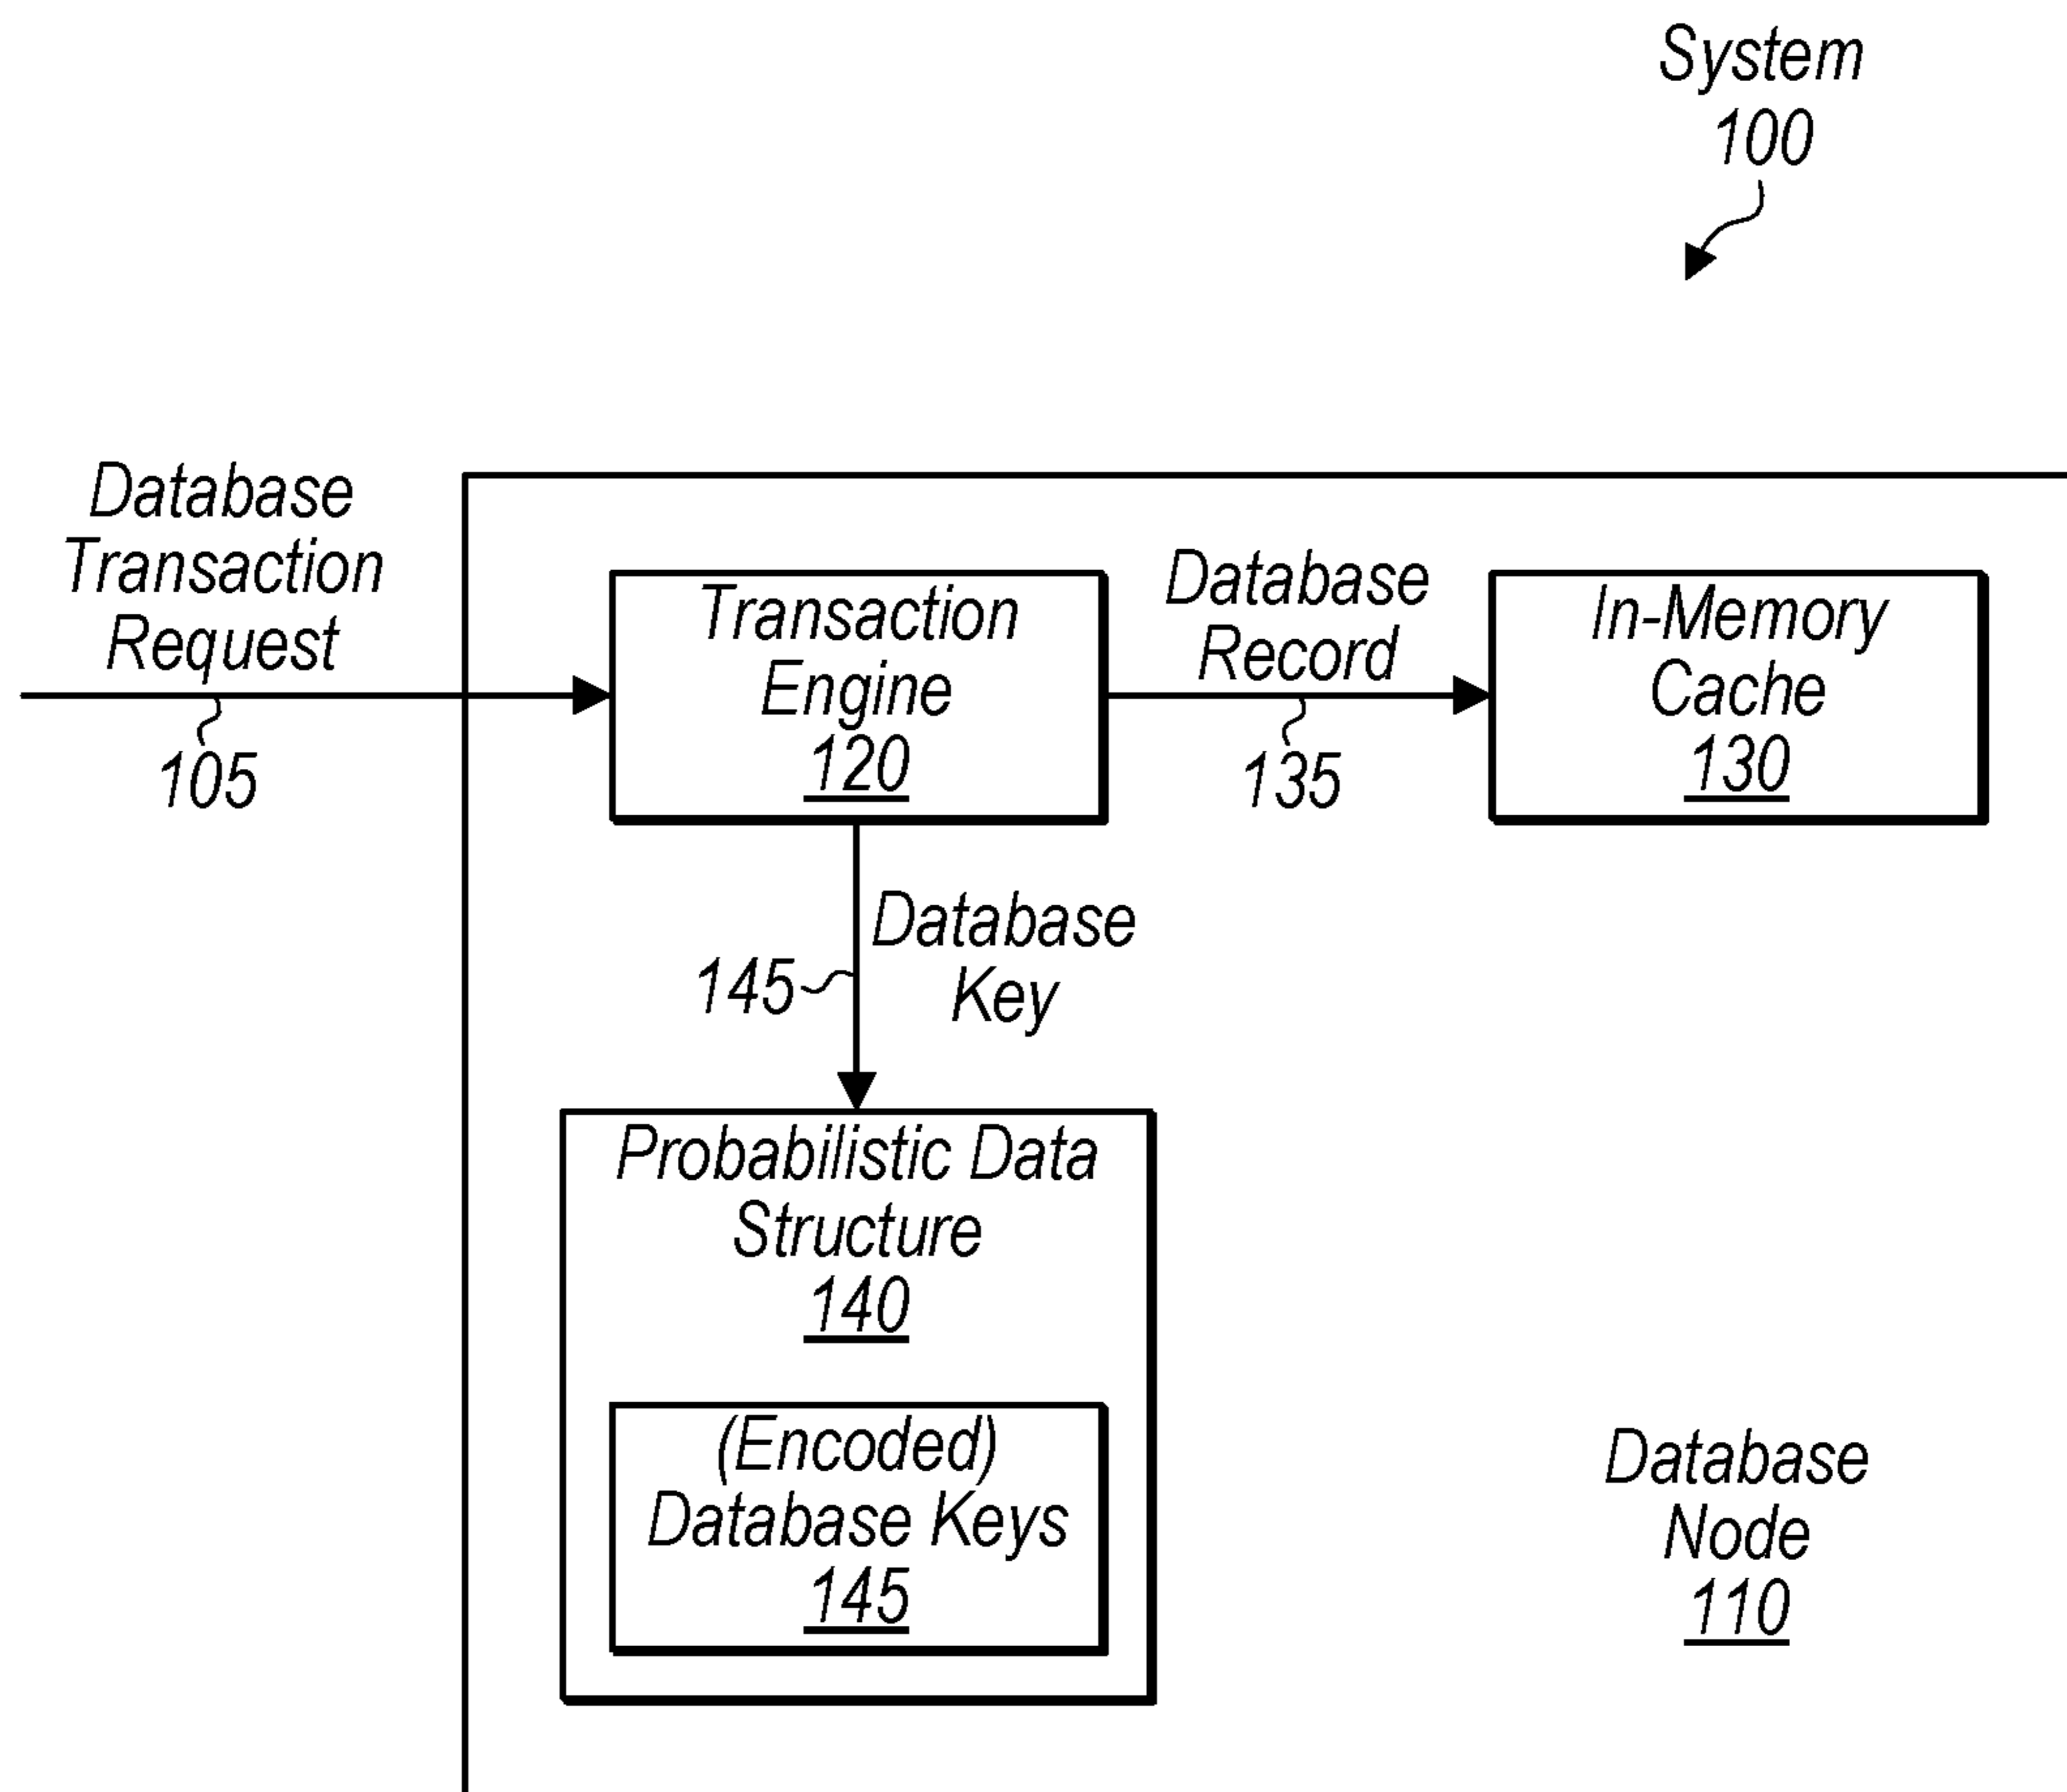 System
100
Database
Transaction
Request
105
Transaction
Engine
120
Database
Record
135
In-Memory
Cache
130
Database
Key
145
Probabilistic Data
Structure
140
(Encoded)
Database Keys
145
Database
Node
110